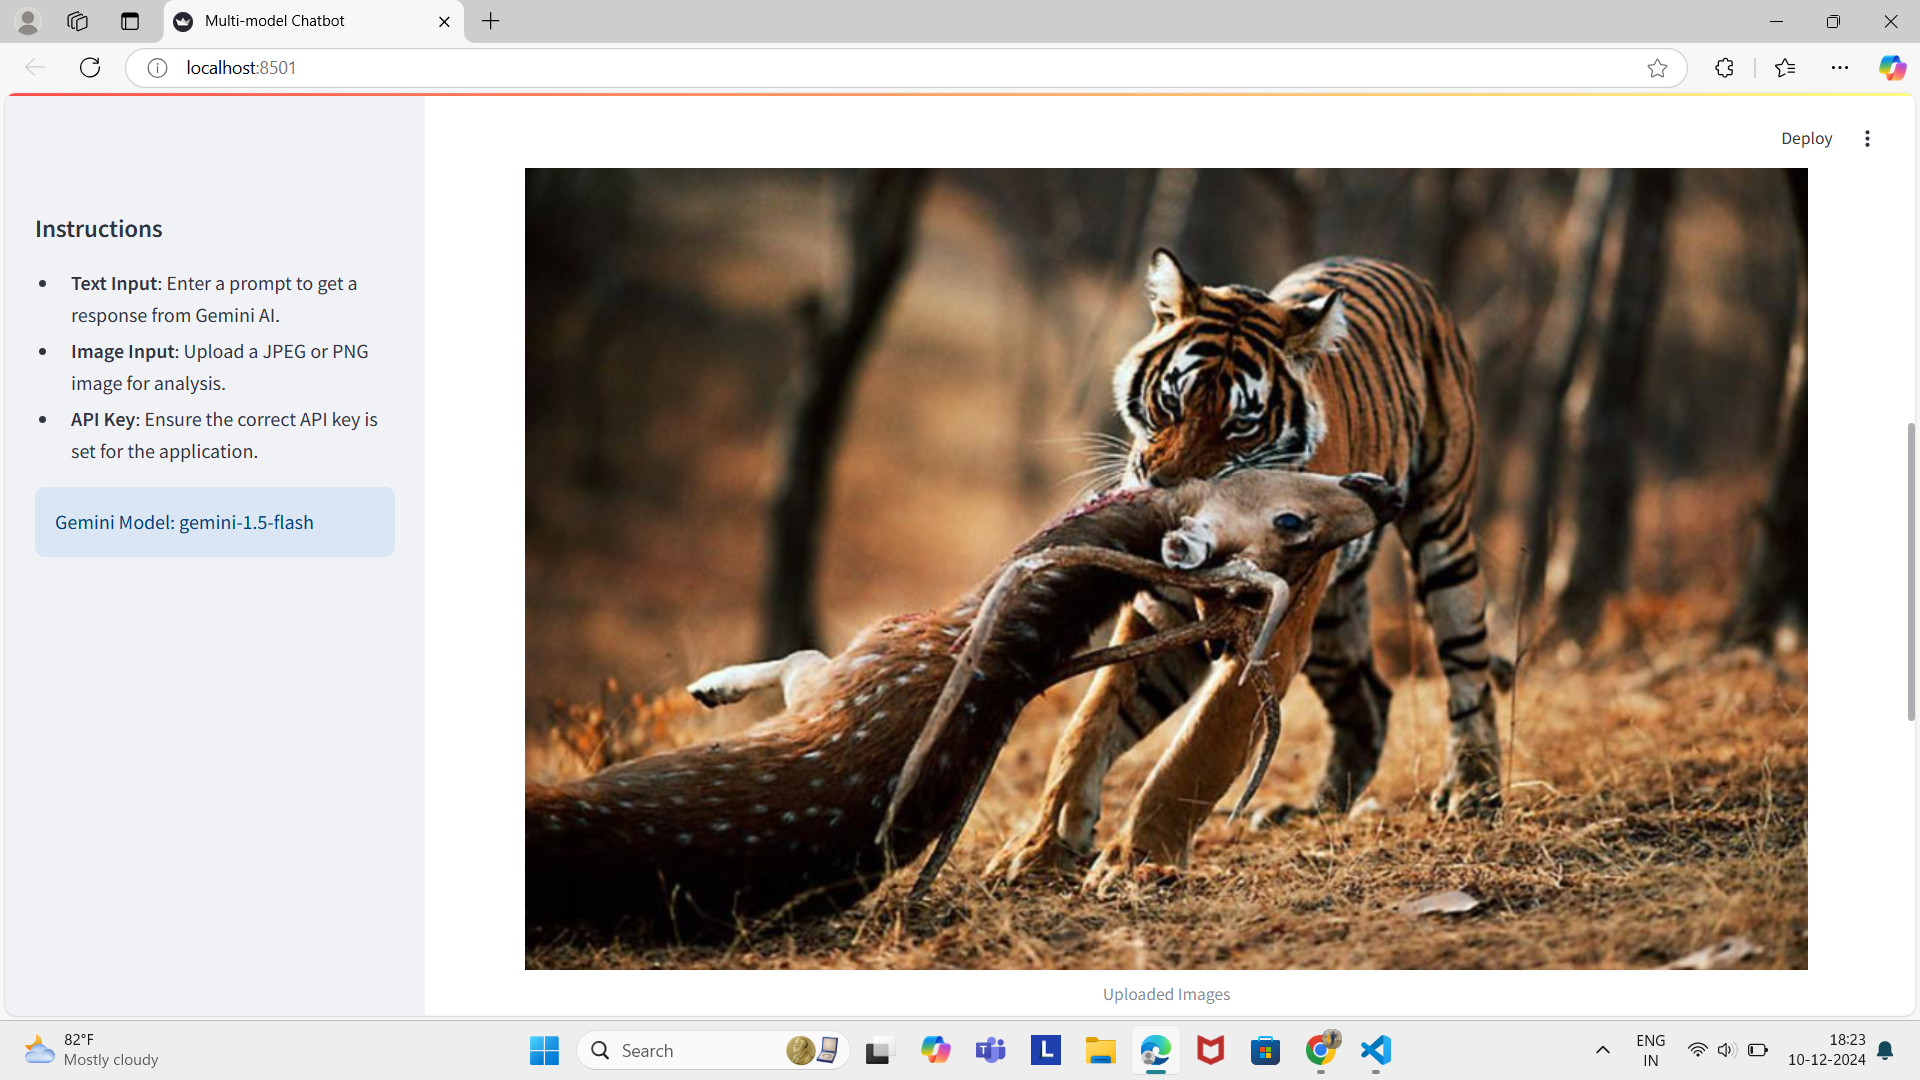 Multi-model Chatbot
localhost:8501
Deploy
Instructions
Text Input: Enter a prompt to get a
response from Gemini AI.
Image Input: Upload a JPEG or PNG
image for analysis.
API Key: Ensure the correct API key is
set for the application.
Gemini Model: gemini-1.5-flash
Uploaded Images
82°F
Mostly cloudy
Search
L
ENG
IN
18:23
10-12-2024